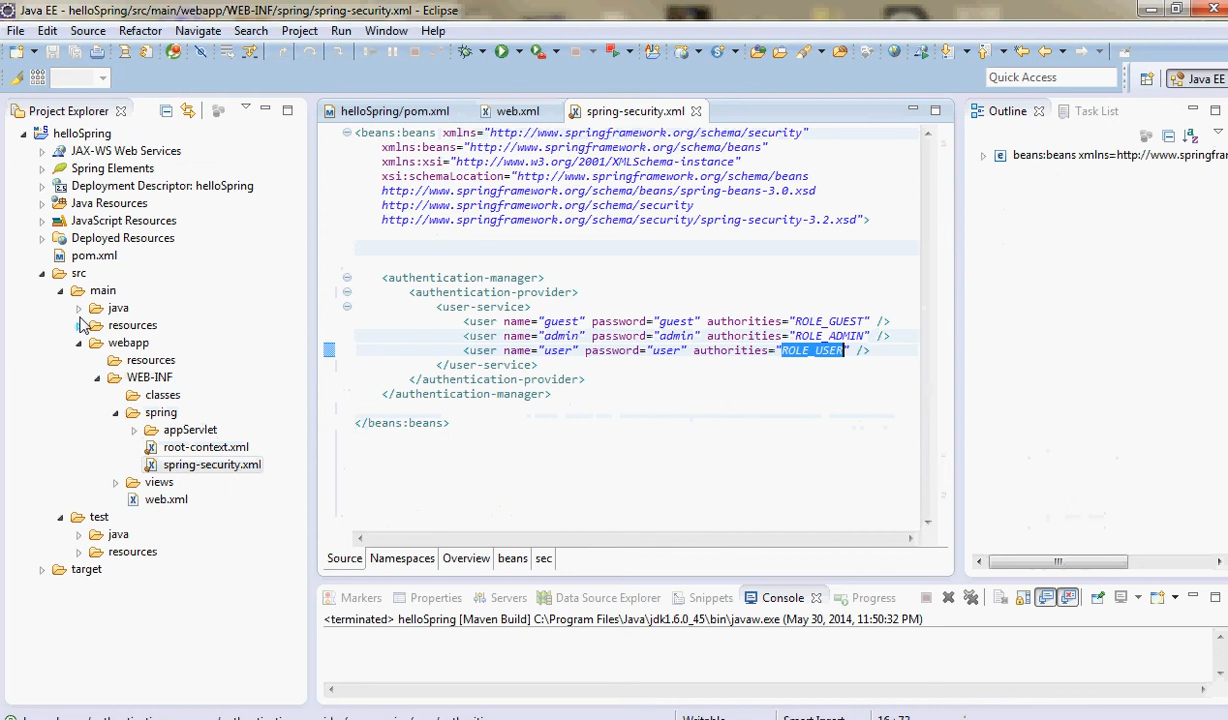 Java EE - helloSpring/src/main/webapp/WEB-INF/spring/spring-security.xml - Eclipse
File Edit Source Refactor Navigate Search Project Run Window Help
Quick Access
Java EE
Project Explorer
helloSpring
JAX-WS Web Services
Spring Elements
Deployment Descriptor: helloSpring
Java Resources
JavaScript Resources
Deployed Resources
pom.xml
src
main
java
resources
webapp
resources
WEB-INF
classes
spring
appServlet
root-context.xml
spring-security.xml
views
web.xml
test
java
resources
target
helloSpring/pom.xml web.xml spring-security.xml
<beans:beans xmlns="http://www.springframework.org/schema/security"
xmlns:beans="http://www.springframework.org/schema/beans"
xmlns:xsi="http://www.w3.org/2001/XMLSchema-instance"
xsi:schemaLocation="http://www.springframework.org/schema/beans
http://www.springframework.org/schema/beans/spring-beans-3.0.xsd
http://www.springframework.org/schema/security
http://www.springframework.org/schema/security/spring-security-3.2.xsd">
<authentication-manager>
<authentication-provider>
<user-service>
<user name="guest" password="guest" authorities="ROLE_GUEST" />
<user name="admin" password="admin" authorities="ROLE_ADMIN" />
<user name="user" password="user" authorities="ROLE_USER" />
</user-service>
</authentication-provider>
</authentication-manager>
</beans:beans>
Source Namespaces Overview beans sec
Outline Task List
beans:beans xmlns=http://www.springfra
Markers Properties Servers Data Source Explorer Snippets Console Progress
<terminated> helloSpring [Maven Build] C:\Program Files\Java\jdk1.6.0_45\bin\javaw.exe (May 30, 2014, 11:50:32 PM)